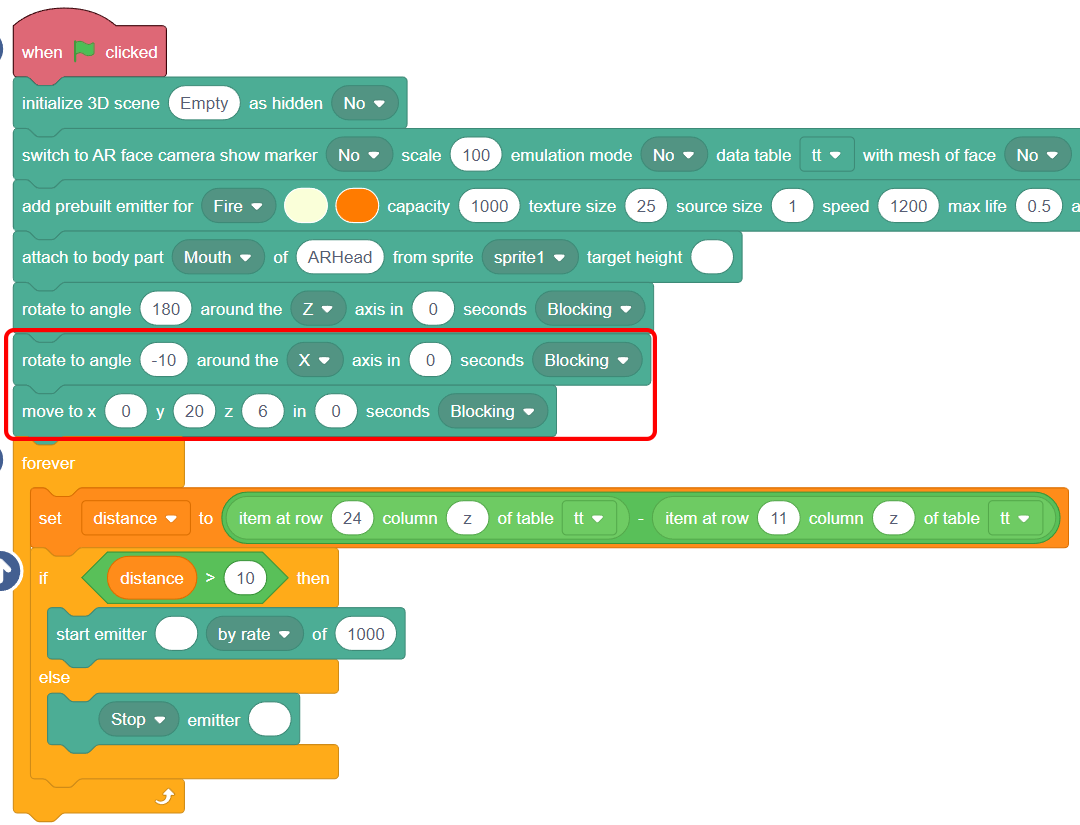 when clicked
initialize 3D scene Empty as hidden No
switch to AR face camera show marker No scale 100 emulation mode No data table tt with mesh of face No
add prebuilt emitter for Fire capacity 1000 texture size 25 source size 1 speed 1200 max life 0.5 a
attach to body part Mouth of ARHead from sprite sprite1 target height
rotate to angle 180 around the Z axis in 0 seconds Blocking
rotate to angle -10 around the X axis in 0 seconds Blocking
move to x 0 y 20 z 6 in 0 seconds Blocking
forever
set distance to item at row 24 column z of table tt - item at row 11 column z of table tt
if distance > 10 then
start emitter by rate of 1000
else
Stop emitter